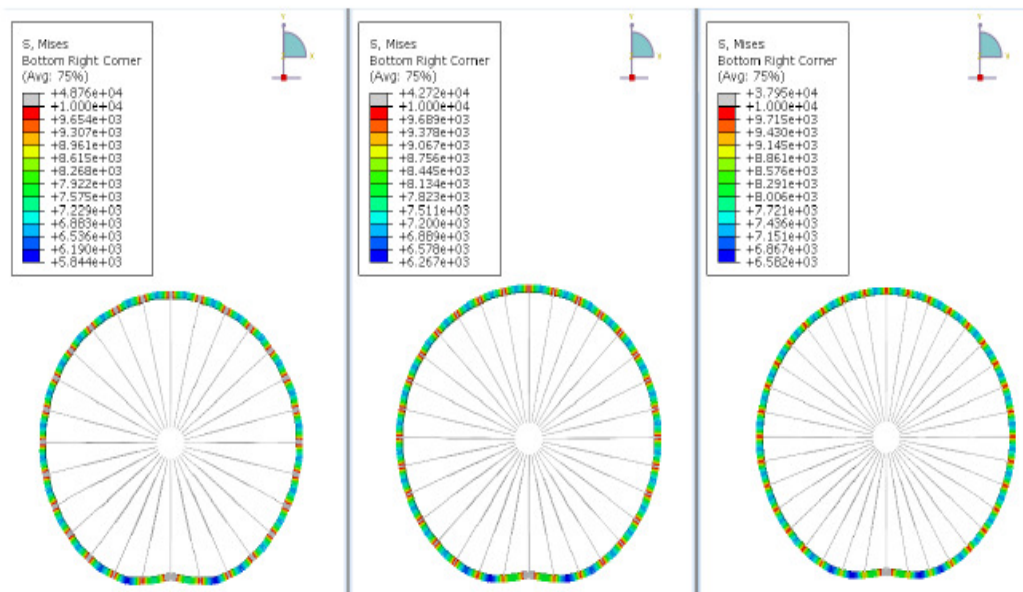 S, Mises
Bottom Right Corner
(Avg: 75%)
+4.876e+04
+1.000e+04
+9.654e+03
+9.307e+03
+8.961e+03
+8.615e+03
+8.268e+03
+7.922e+03
+7.575e+03
+7.229e+03
+6.883e+03
+6.536e+03
+6.190e+03
+5.844e+03
Y
X
S, Mises
Bottom Right Corner
(Avg: 75%)
+4.272e+04
+1.000e+04
+9.689e+03
+9.378e+03
+9.067e+03
+8.756e+03
+8.445e+03
+8.134e+03
+7.823e+03
+7.511e+03
+7.200e+03
+6.889e+03
+6.578e+03
+6.267e+03
Y
X
S, Mises
Bottom Right Corner
(Avg: 75%)
+3.795e+04
+1.000e+04
+9.715e+03
+9.430e+03
+9.145e+03
+8.861e+03
+8.576e+03
+8.291e+03
+8.006e+03
+7.721e+03
+7.436e+03
+7.151e+03
+6.867e+03
+6.582e+03
Y
X